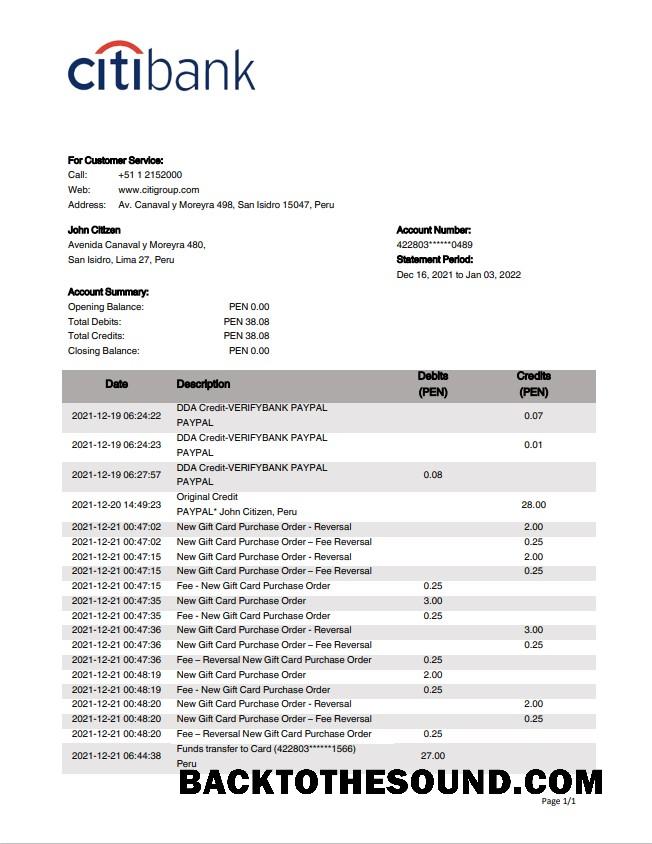 citibank
For Customer Service:
Call: +51 1 2152000
Web: www.citigroup.com
Address: Av. Canaval y Moreyra 498, San Isidro 15047, Peru
John Citizen
Avenida Canaval y Moreyra 480,
San Isidro, Lima 27, Peru
Account Number:
422803******0489
Statement Period:
Dec 16, 2021 to Jan 03, 2022
Account Summary:
Opening Balance: PEN 0.00
Total Debits: PEN 38.08
Total Credits: PEN 38.08
Closing Balance: PEN 0.00
Date Description Debits (PEN) Credits (PEN)
2021-12-19 06:24:22 DDA Credit-VERIFYBANK PAYPAL 0.07
PAYPAL
2021-12-19 06:24:23 DDA Credit-VERIFYBANK PAYPAL 0.01
PAYPAL
2021-12-19 06:27:57 DDA Credit-VERIFYBANK PAYPAL 0.08
PAYPAL
2021-12-20 14:49:23 Original Credit 28.00
PAYPAL* John Citizen, Peru
2021-12-21 00:47:02 New Gift Card Purchase Order - Reversal 2.00
2021-12-21 00:47:02 New Gift Card Purchase Order – Fee Reversal 0.25
2021-12-21 00:47:15 New Gift Card Purchase Order - Reversal 2.00
2021-12-21 00:47:15 New Gift Card Purchase Order – Fee Reversal 0.25
2021-12-21 00:47:15 Fee - New Gift Card Purchase Order 0.25
2021-12-21 00:47:35 New Gift Card Purchase Order 3.00
2021-12-21 00:47:35 Fee - New Gift Card Purchase Order 0.25
2021-12-21 00:47:36 New Gift Card Purchase Order - Reversal 3.00
2021-12-21 00:47:36 New Gift Card Purchase Order – Fee Reversal 0.25
2021-12-21 00:47:36 Fee – Reversal New Gift Card Purchase Order 0.25
2021-12-21 00:48:19 New Gift Card Purchase Order 2.00
2021-12-21 00:48:19 Fee - New Gift Card Purchase Order 0.25
2021-12-21 00:48:20 New Gift Card Purchase Order - Reversal 2.00
2021-12-21 00:48:20 New Gift Card Purchase Order – Fee Reversal 0.25
2021-12-21 00:48:20 Fee – Reversal New Gift Card Purchase Order 0.25
2021-12-21 06:44:38 Funds transfer to Card (422803******1566) 27.00
Peru
BACKTOTHESOUND.COM
Page 1/1